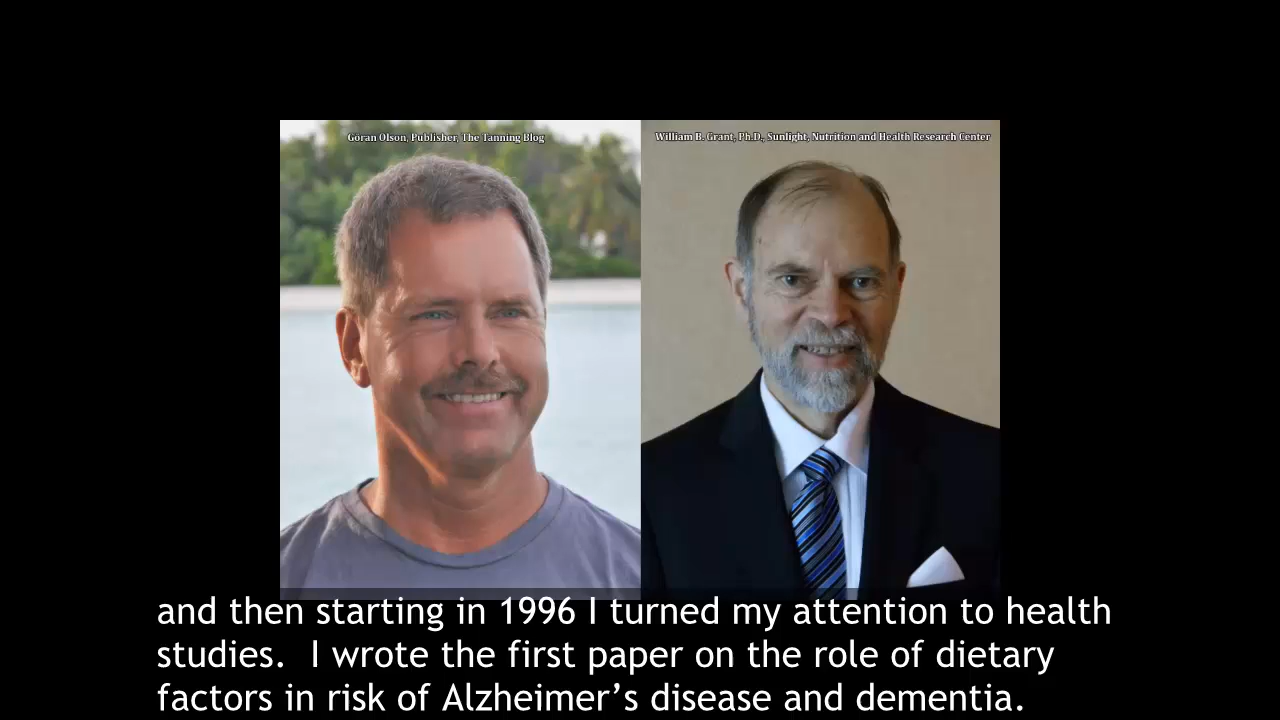 Göran Olson, Publisher, The Tanning Blog
William B. Grant, Ph.D., Sunlight, Nutrition and Health Research Center
and then starting in 1996 I turned my attention to health
studies.  I wrote the first paper on the role of dietary
factors in risk of Alzheimer’s disease and dementia.